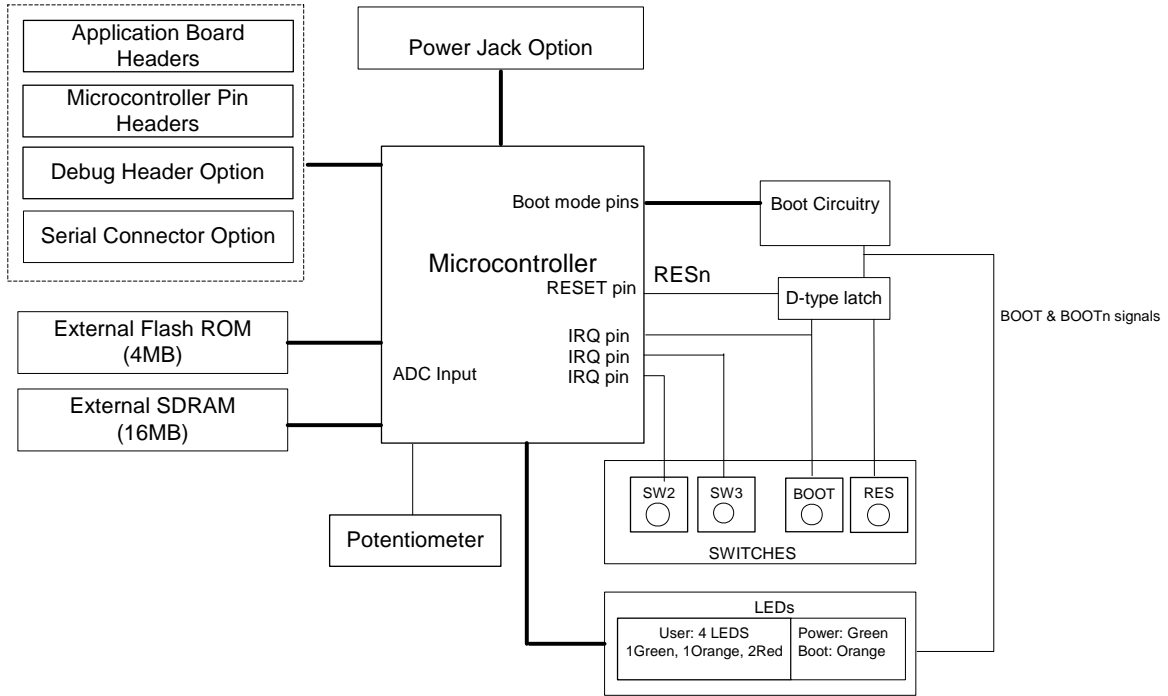 Application Board
Headers
Microcontroller Pin
Headers
Debug Header Option
Serial Connector Option
Power Jack Option
Boot mode pins
Boot Circuitry
Microcontroller
RESn
RESET pin
D-type latch
BOOT & BOOTn signals
External Flash ROM
(4MB)
IRQ pin
IRQ pin
IRQ pin
ADC Input
External SDRAM
(16MB)
Potentiometer
SW2
SW3
BOOT
RES
SWITCHES
LEDs
User: 4 LEDS
1Green, 1Orange, 2Red
Power: Green
Boot: Orange